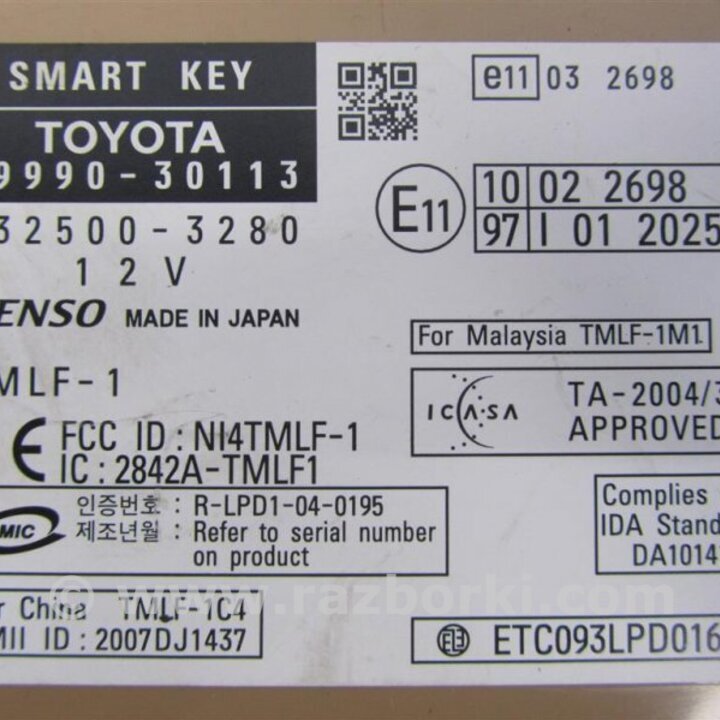 SMART KEY
TOYOTA
9990-30113
32500-3280
12V
ENSO MADE IN JAPAN
MLF-1
CE FCC ID : NI4TMLF-1
IC : 2842A-TMLF1
MIC 인증번호 : R-LPD1-04-0195
제조년월 : Refer to serial number
on product
r China TMLF-1C4
MII ID : 2007DJ1437
e11 03 2698
E11 10 02 2698
97 I 01 2025
For Malaysia TMLF-1M1
ICASA TA-2004/3
APPROVED
Complies
IDA Stand
DA1014
ETC093LPD016
© www.razborki.com